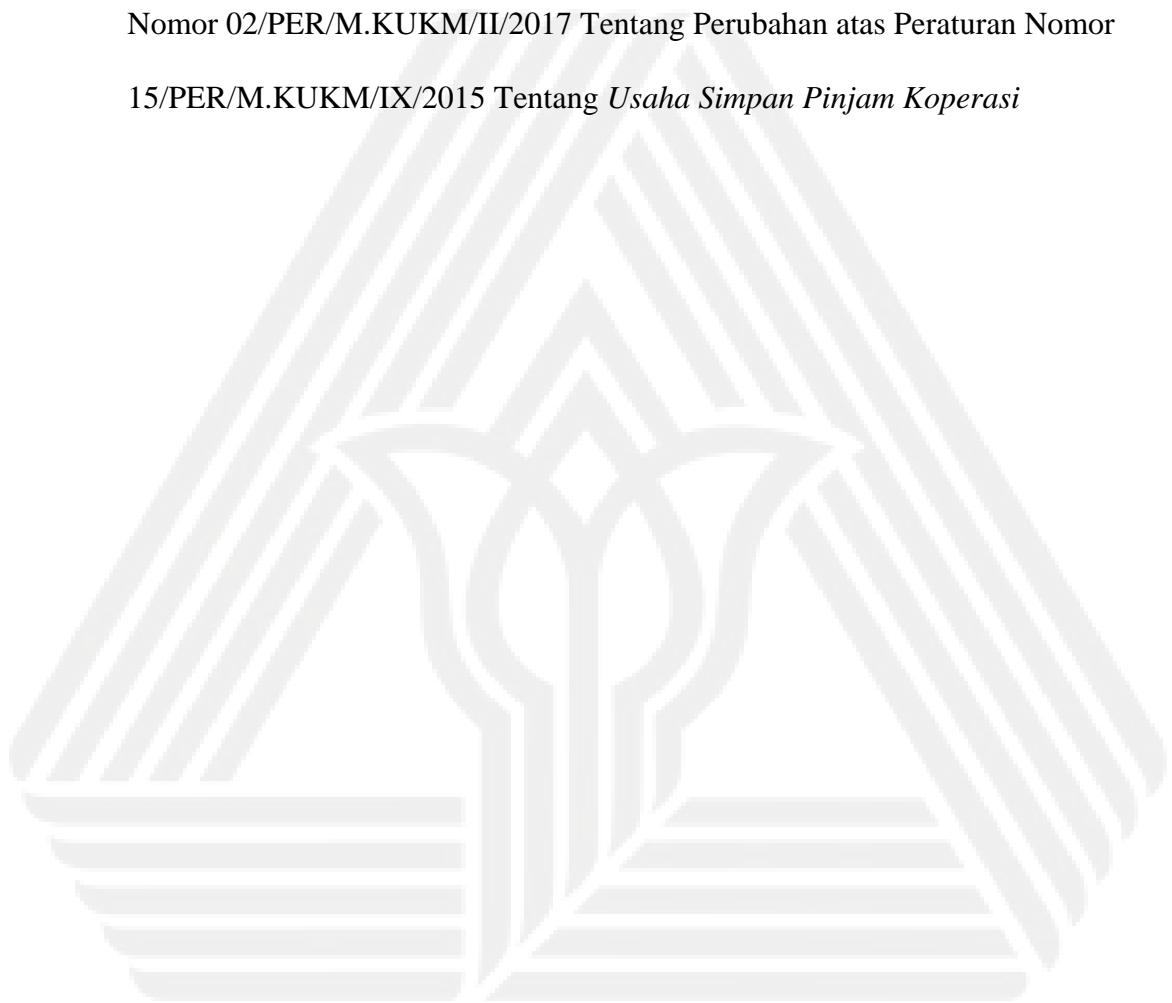 Nomor 02/PER/M.KUKM/II/2017 Tentang Perubahan atas Peraturan Nomor
15/PER/M.KUKM/IX/2015 Tentang Usaha Simpan Pinjam Koperasi